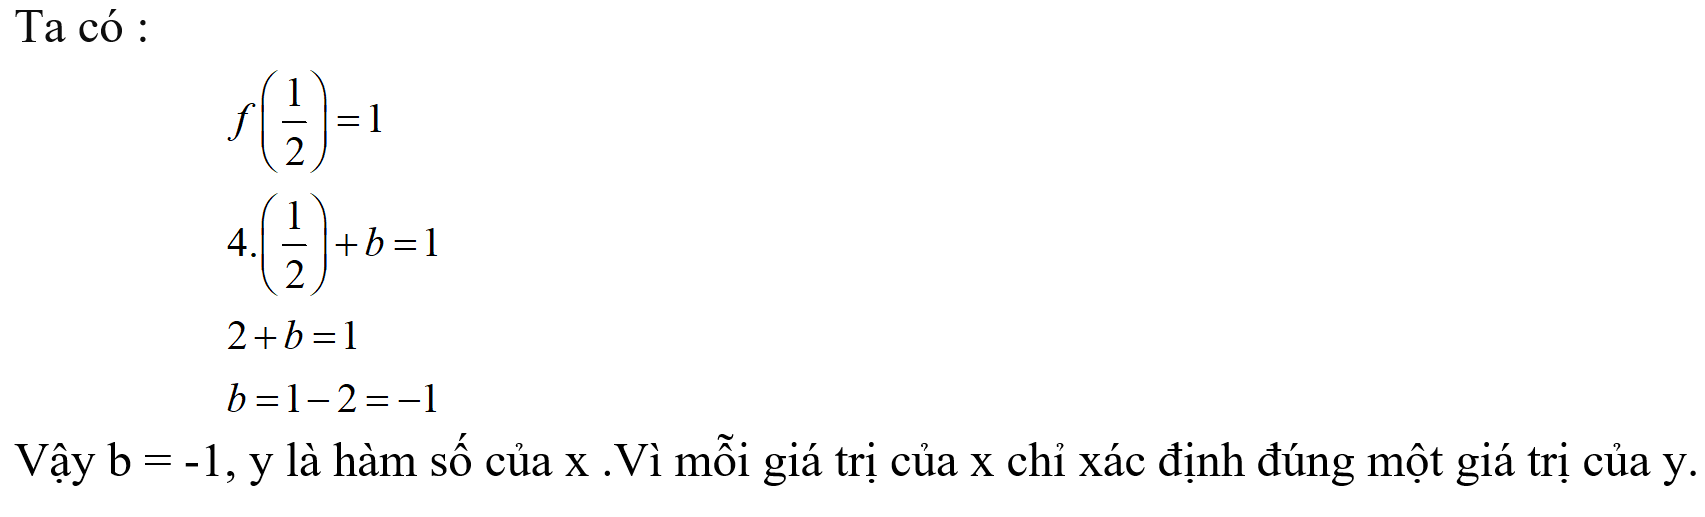 Ta có :
f(1/2) = 1
4.(1/2) + b = 1
2 + b = 1
b = 1 − 2 = −1
Vậy b = -1, y là hàm số của x .Vì mỗi giá trị của x chỉ xác định đúng một giá trị của y.